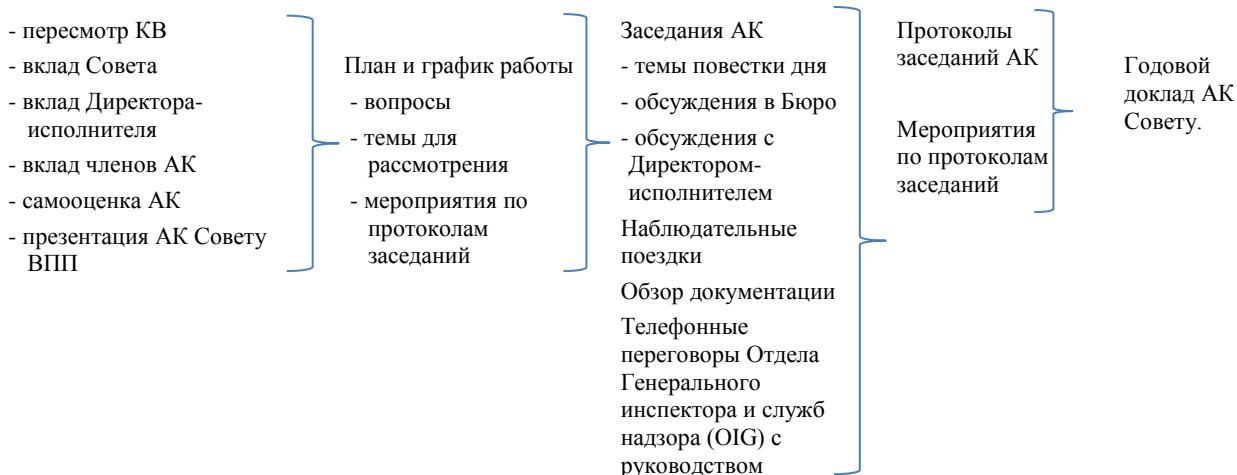 - пересмотр КВ
- вклад Совета
- вклад Директора-
исполнителя
- вклад членов АК
- самооценка АК
- презентация АК Совету
ВПП
План и график работы
- вопросы
- темы для
рассмотрения
- мероприятия по
протоколам
заседаний
Заседания АК
- темы повестки дня
- обсуждения в Бюро
- обсуждения с
Директором-
исполнителем
Наблюдательные
поездки
Обзор документации
Телефонные
переговоры Отдела
Генерального
инспектора и служб
надзора (OIG) с
руководством
Протоколы
заседаний АК
Мероприятия
по протоколам
заседаний
Годовой
доклад АК
Совету.